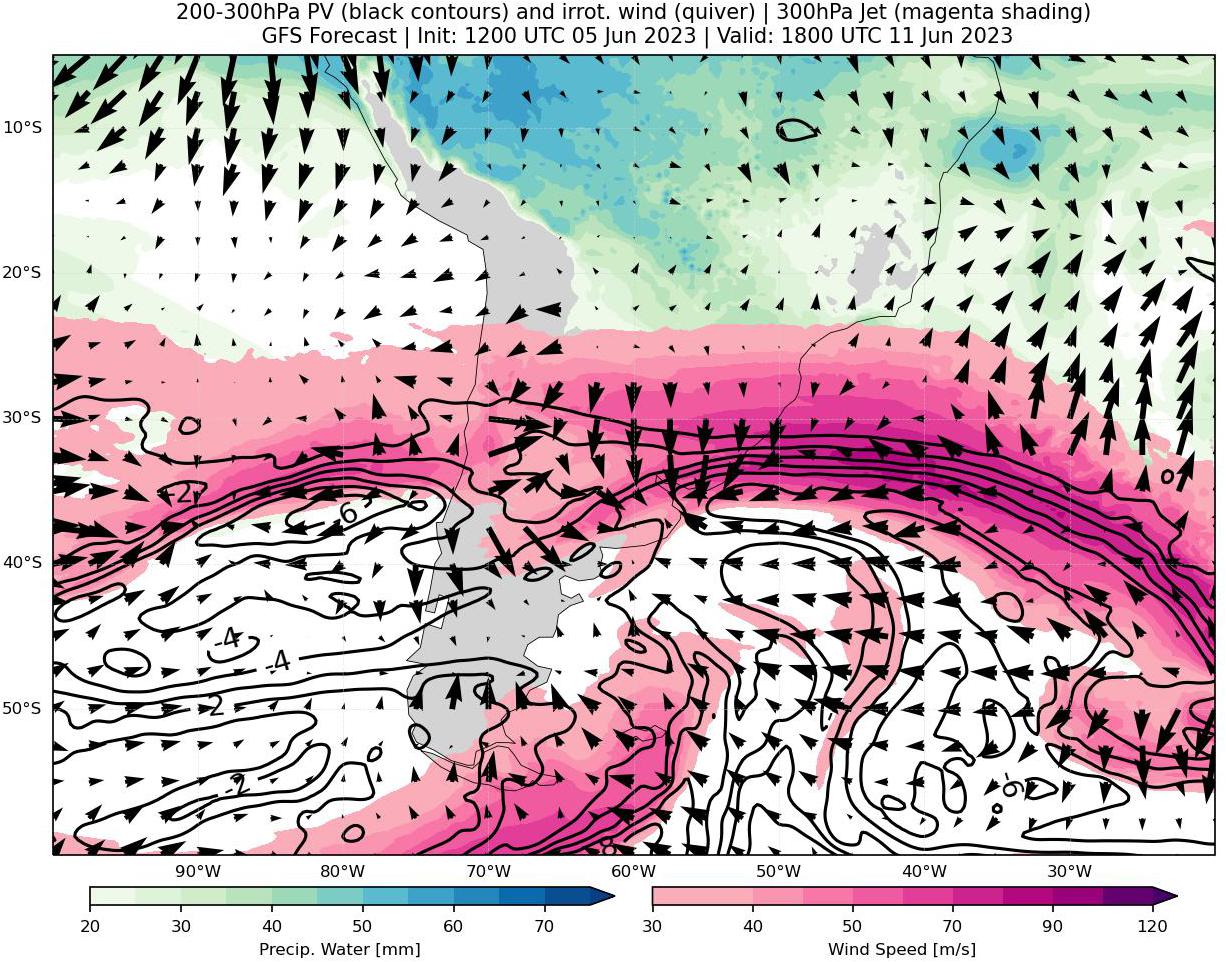 200-300hPa PV (black contours) and irrot. wind (quiver) | 300hPa Jet (magenta shading)
GFS Forecast | Init: 1200 UTC 05 Jun 2023 | Valid: 1800 UTC 11 Jun 2023
10°S
20°S
30°S
-2
6
40°S
-4
-4
50°S
2
-2
-6
8
90°W 80°W 70°W 60°W 50°W 40°W 30°W
20 30 40 50 60 70
Precip. Water [mm]
30 40 50 70 90 120
Wind Speed [m/s]